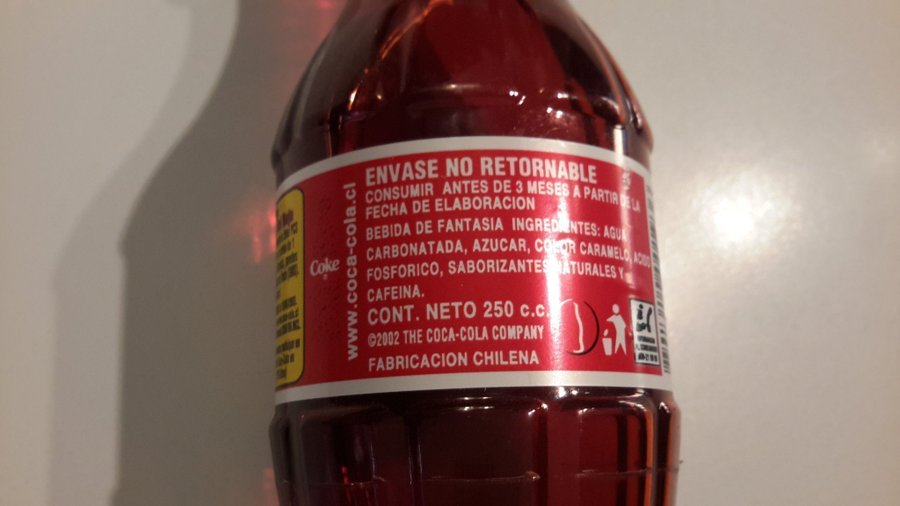 ENVASE NO RETORNABLE
CONSUMIR ANTES DE 3 MESES A PARTIR DE LA
FECHA DE ELABORACION
BEBIDA DE FANTASIA INGREDIENTES: AGUA
CARBONATADA, AZUCAR, COLOR CARAMELO, ACIDO
FOSFORICO, SABORIZANTES NATURALES Y
CAFEINA.
CONT. NETO 250 c.c.
©2002 THE COCA-COLA COMPANY
FABRICACION CHILENA
Coke
www.coca-cola.cl